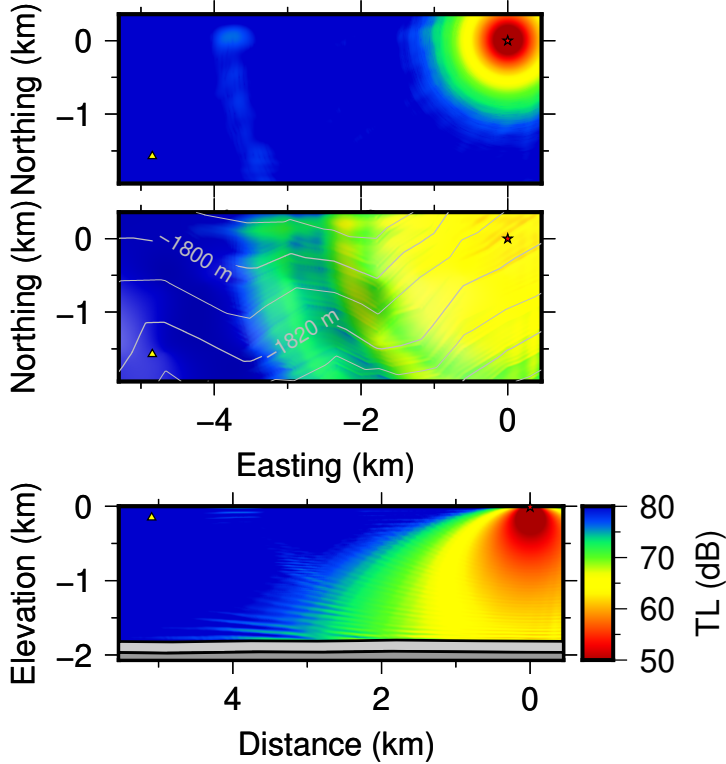 Northing (km)
0
−1
Northing (km)
0
−1
−1800 m
−1820 m
−4
−2
0
Easting (km)
Elevation (km)
0
−1
−2
4
2
0
Distance (km)
80
70
60
50
TL (dB)